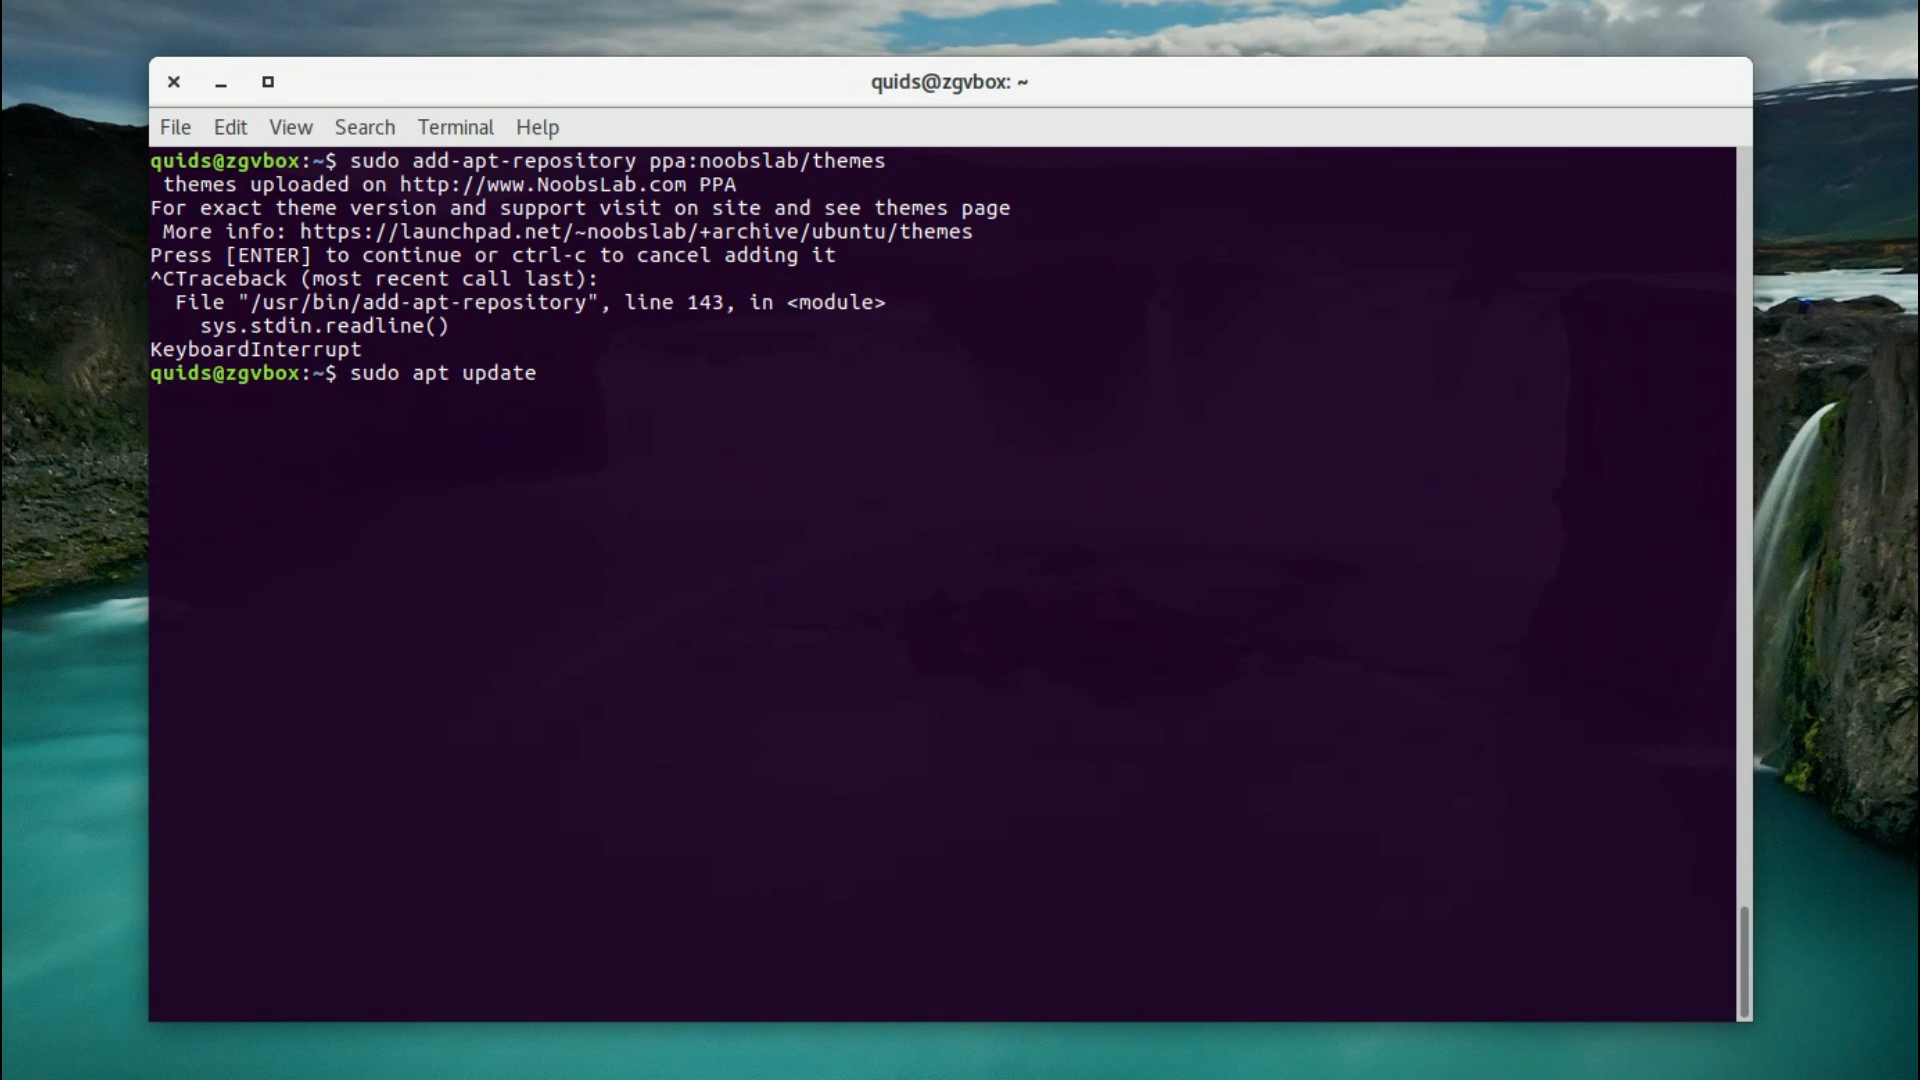 quids@zgvbox: ~
File Edit View Search Terminal Help
quids@zgvbox:~$ sudo add-apt-repository ppa:noobslab/themes
 themes uploaded on http://www.NoobsLab.com PPA
For exact theme version and support visit on site and see themes page
 More info: https://launchpad.net/~noobslab/+archive/ubuntu/themes
Press [ENTER] to continue or ctrl-c to cancel adding it
^CTraceback (most recent call last):
  File "/usr/bin/add-apt-repository", line 143, in <module>
    sys.stdin.readline()
KeyboardInterrupt
quids@zgvbox:~$ sudo apt update